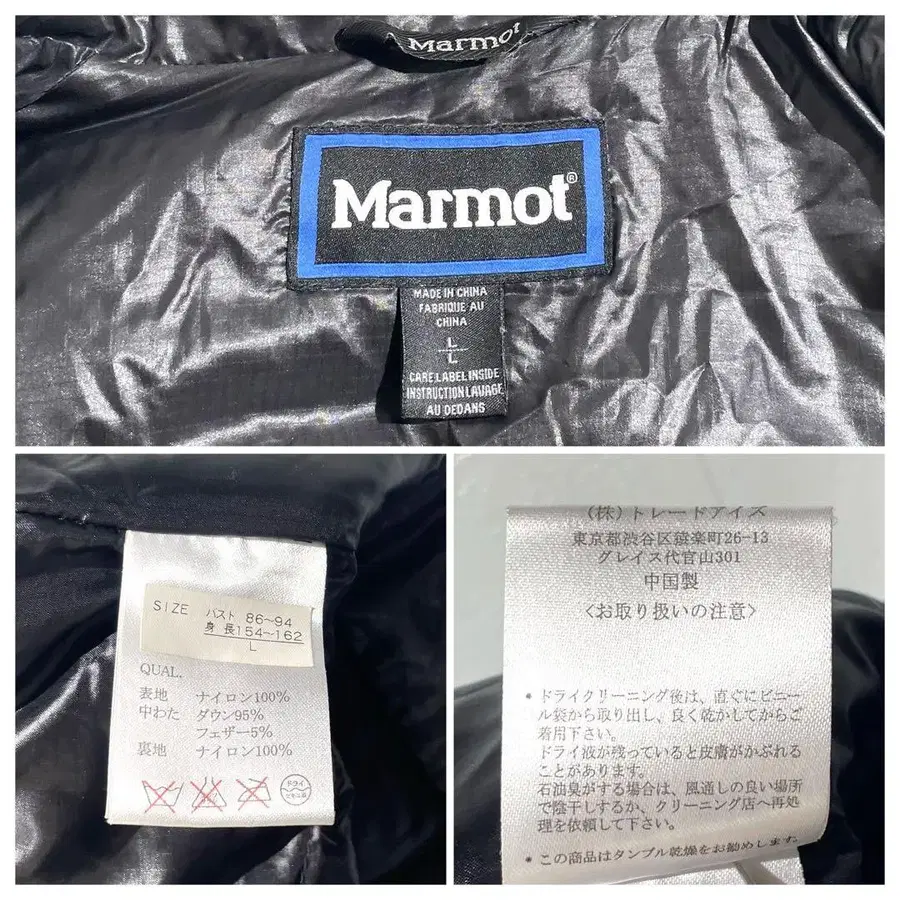 Marmot
Marmot®
MADE IN CHINA
FABRIQUE AU
CHINA
L
L
CARE LABEL INSIDE
INSTRUCTION LAVAGE
AU DEDANS
SIZE バスト 86~94
身長154~162
L
QUAL.
表地 ナイロン100%
中わた ダウン95%
フェザー5%
裏地 ナイロン100%
ドライ
(株)トレードアイズ
東京都渋谷区猿楽町26-13
グレイス代官山301
中国製
〈お取り扱いの注意〉
• ドライクリーニング後は、直ぐにビニー
ル袋から取り出し、良く乾かしてからご
着用下さい。
ドライ液が残っていると皮膚がかぶれる
ことがあります。
石油臭がする場合は、風通しの良い場所
で陰干しするか、クリーニング店へ再処
理を依頼して下さい。
• この商品はタンブル乾燥をお勧めします